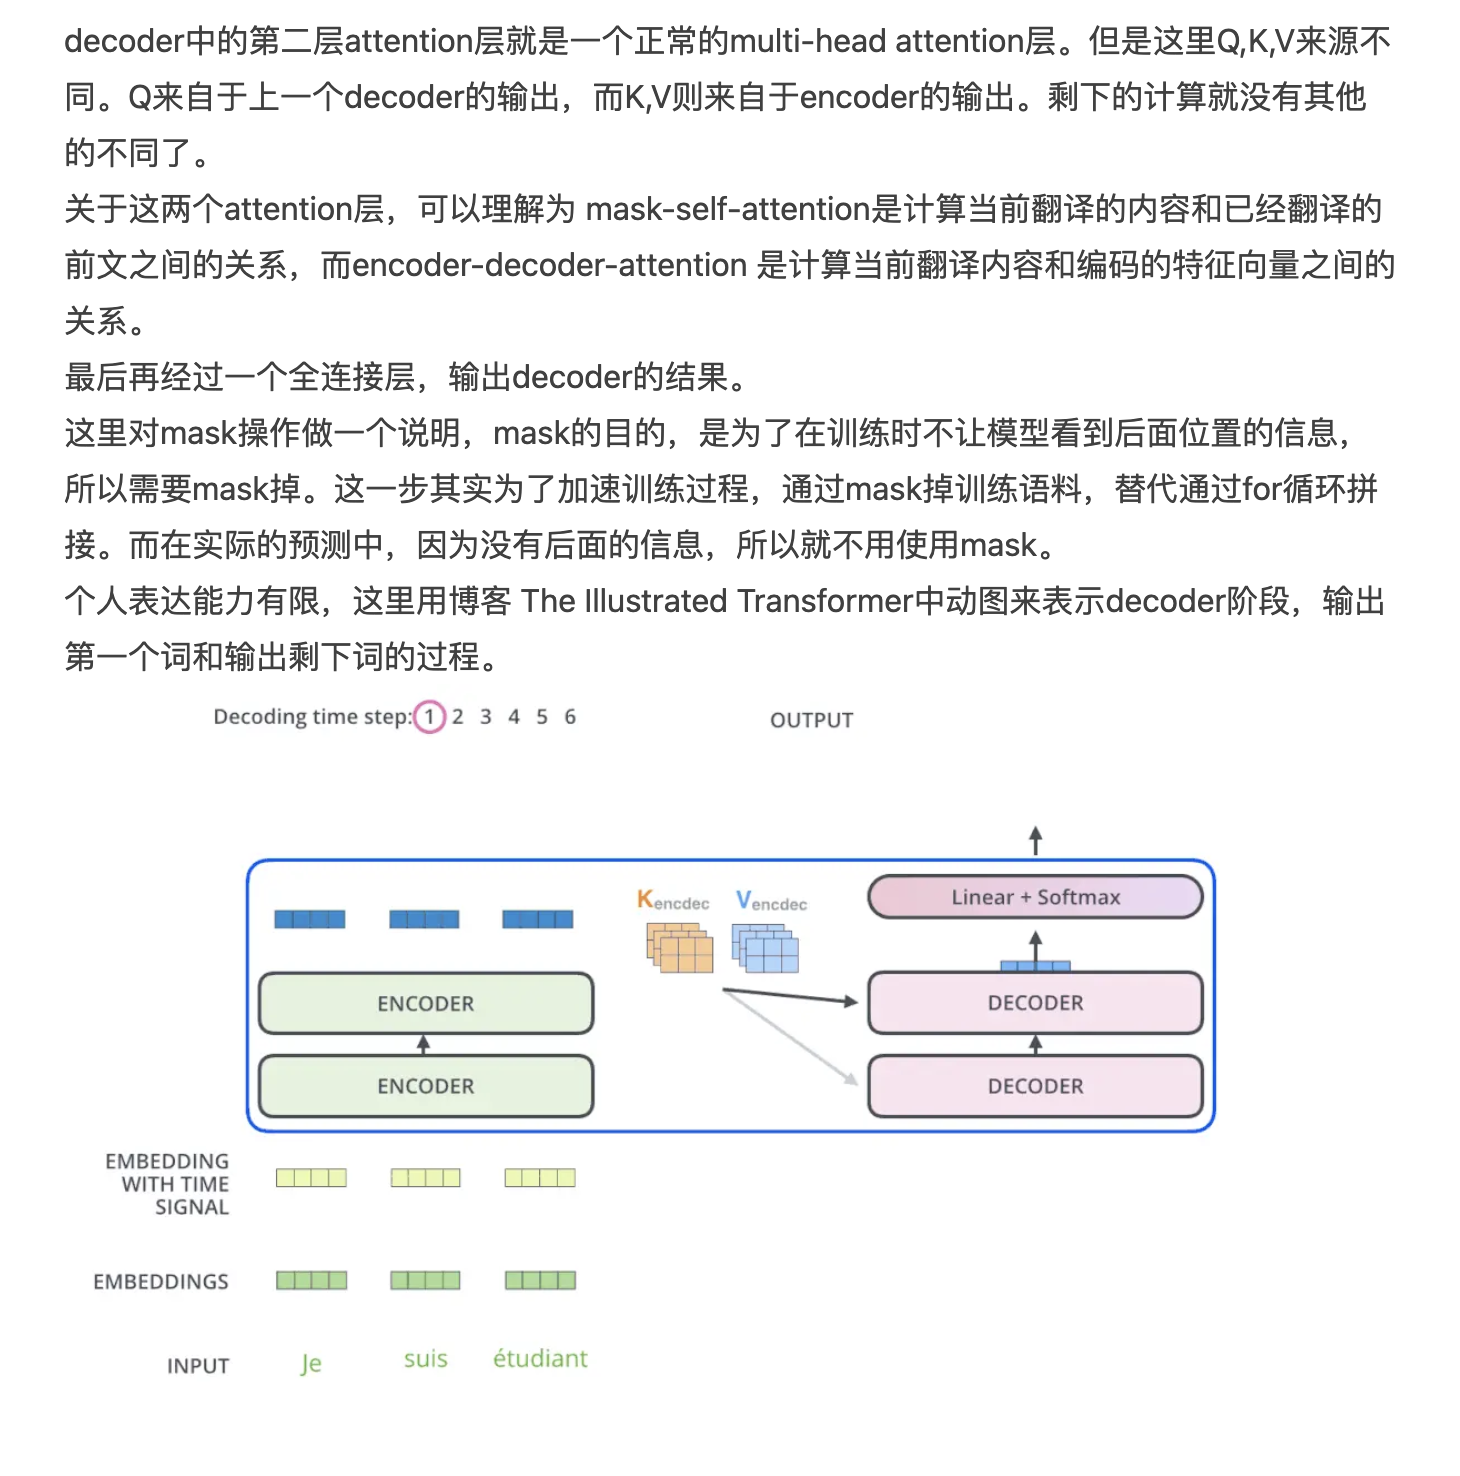 decoder中的第二层attention层就是一个正常的multi-head attention层。但是这里Q,K,V来源不
同。Q来自于上一个decoder的输出，而K,V则来自于encoder的输出。剩下的计算就没有其他
的不同了。
关于这两个attention层，可以理解为 mask-self-attention是计算当前翻译的内容和已经翻译的
前文之间的关系，而encoder-decoder-attention 是计算当前翻译内容和编码的特征向量之间的
关系。
最后再经过一个全连接层，输出decoder的结果。
这里对mask操作做一个说明，mask的目的，是为了在训练时不让模型看到后面位置的信息，
所以需要mask掉。这一步其实为了加速训练过程，通过mask掉训练语料，替代通过for循环拼
接。而在实际的预测中，因为没有后面的信息，所以就不用使用mask。
个人表达能力有限，这里用博客 The Illustrated Transformer中动图来表示decoder阶段，输出
第一个词和输出剩下词的过程。
Decoding time step: 1 2 3 4 5 6
OUTPUT
Kencdec
Vencdec
Linear + Softmax
ENCODER
DECODER
ENCODER
DECODER
EMBEDDING
WITH TIME
SIGNAL
EMBEDDINGS
INPUT
Je
suis
étudiant